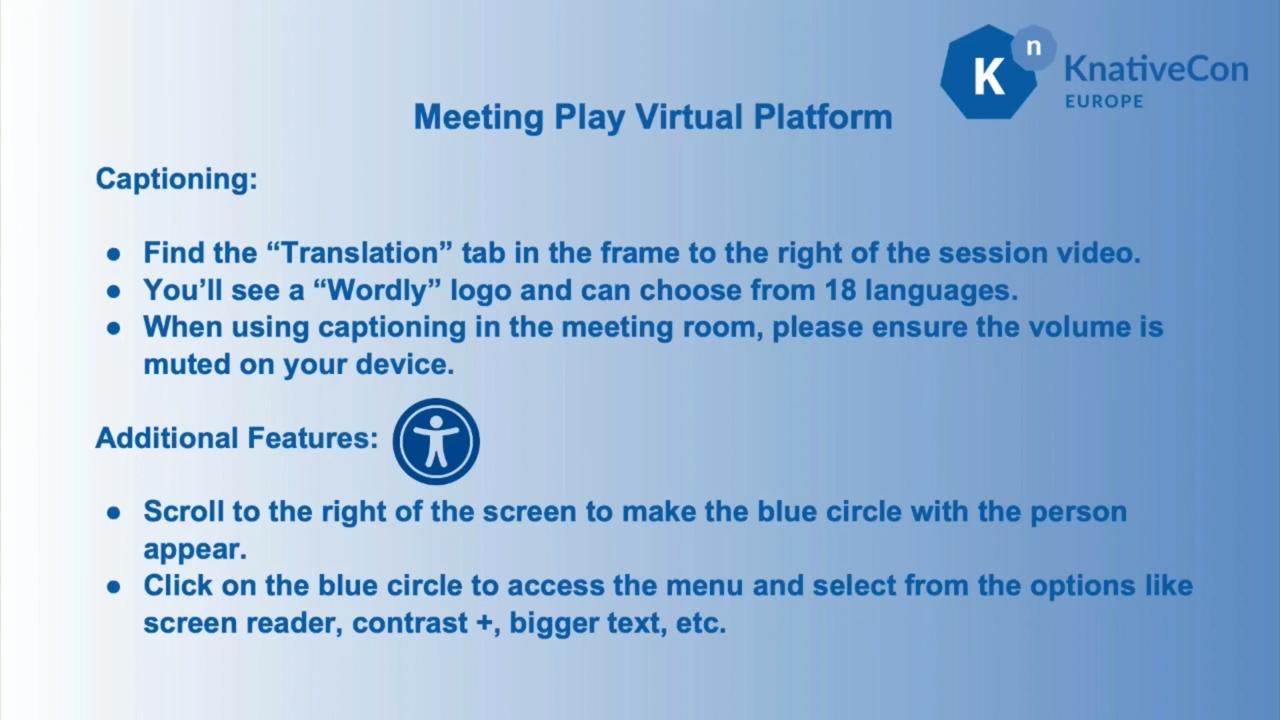 K n KnativeCon
EUROPE
Meeting Play Virtual Platform
Captioning:
● Find the “Translation” tab in the frame to the right of the session video.
● You’ll see a “Wordly” logo and can choose from 18 languages.
● When using captioning in the meeting room, please ensure the volume is
muted on your device.
Additional Features:
● Scroll to the right of the screen to make the blue circle with the person
appear.
● Click on the blue circle to access the menu and select from the options like
screen reader, contrast +, bigger text, etc.